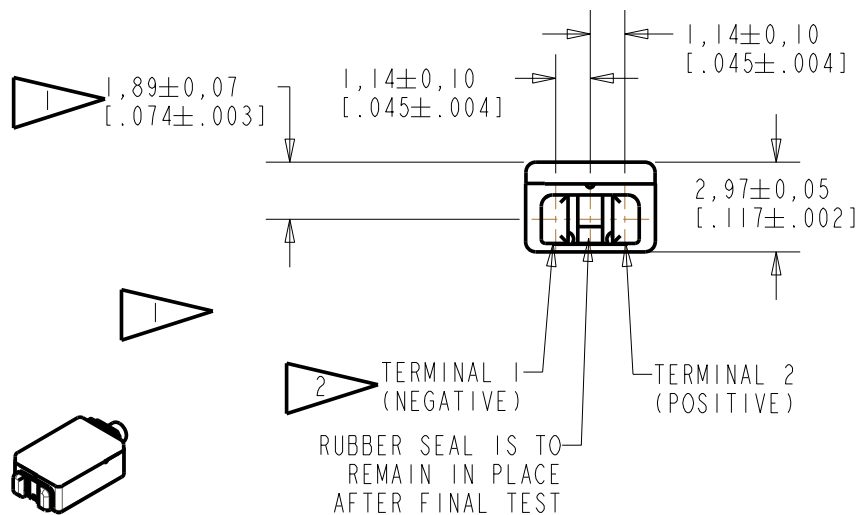 1
1,89±0,07
[.074±.003]
1,14±0,10
[.045±.004]
1,14±0,10
[.045±.004]
2,97±0,05
[.117±.002]
1
2
TERMINAL 1
(NEGATIVE)
TERMINAL 2
(POSITIVE)
RUBBER SEAL IS TO
REMAIN IN PLACE
AFTER FINAL TEST